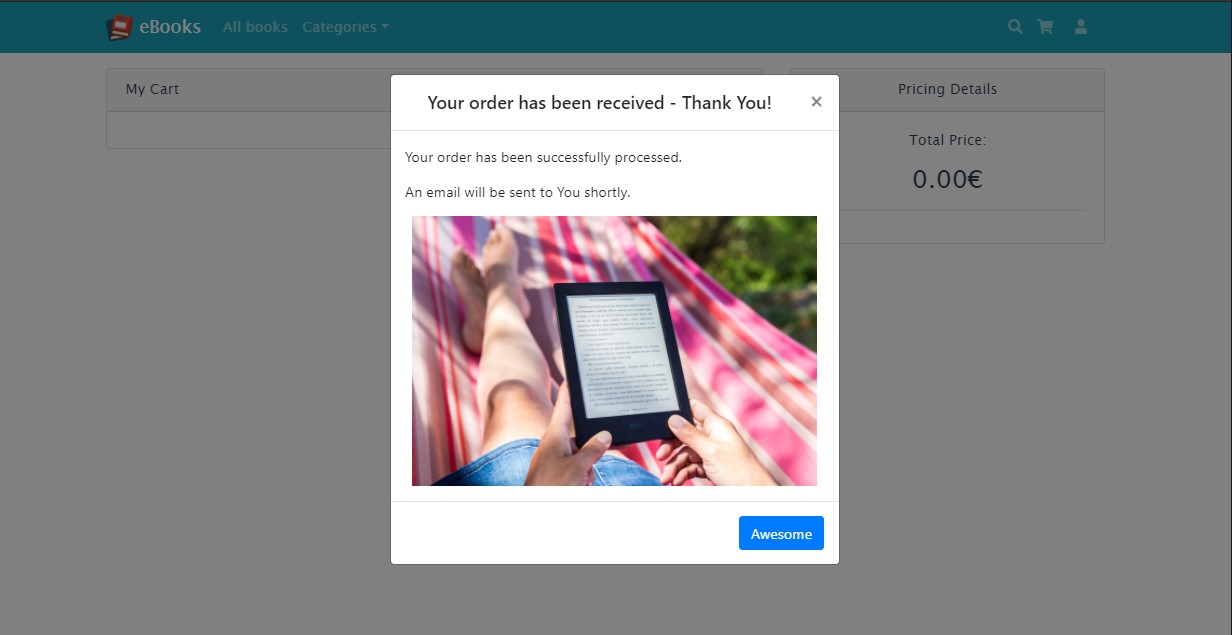 eBooks
All books
Categories
My Cart
Your order has been received - Thank You!
×
Pricing Details
Your order has been successfully processed.
Total Price:
0.00€
An email will be sent to You shortly.
Awesome